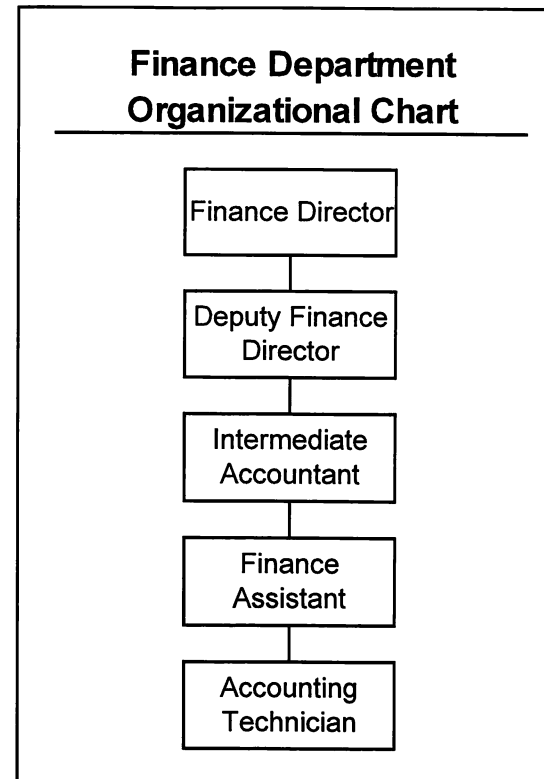 Finance Department
Organizational Chart
Finance Director
Deputy Finance
Director
Intermediate
Accountant
Finance
Assistant
Accounting
Technician